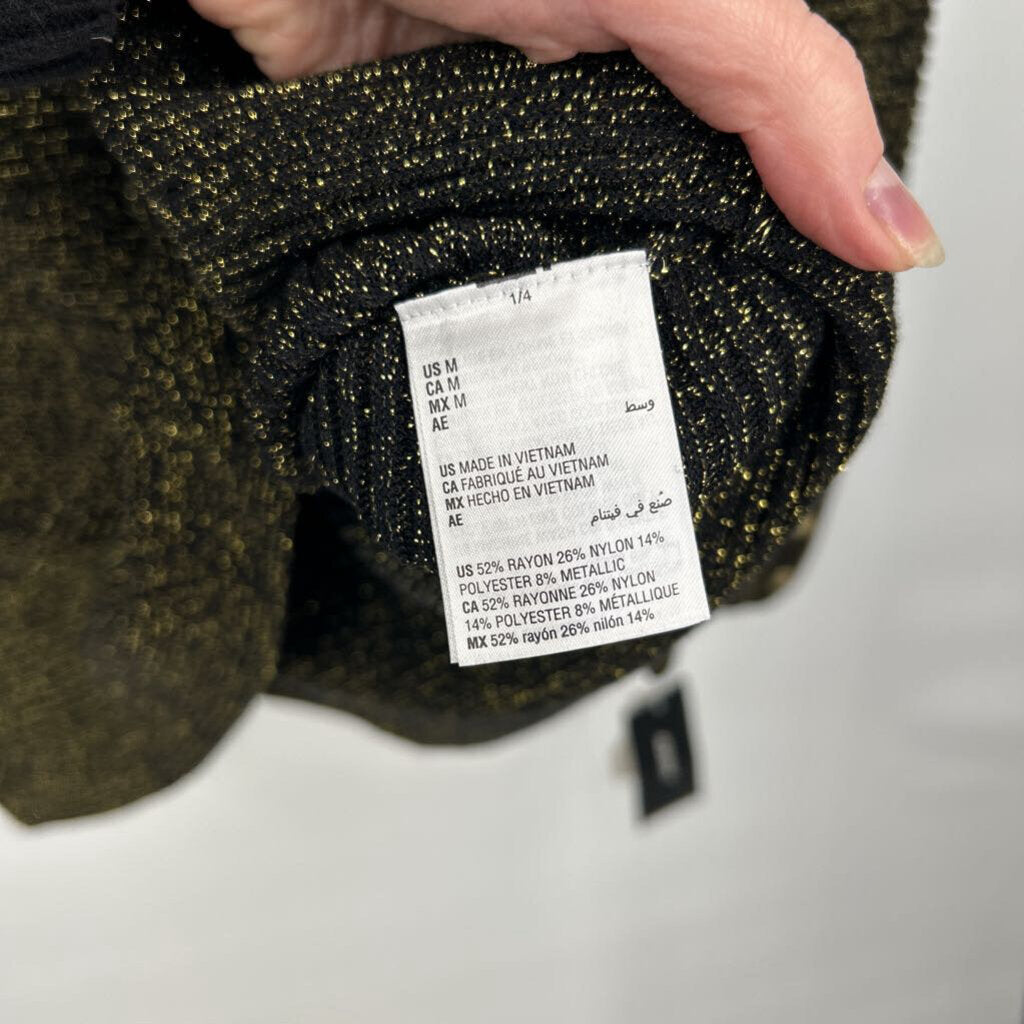 1/4
US M
CA M
MX M
AE وسط
US MADE IN VIETNAM
CA FABRIQUÉ AU VIETNAM
MX HECHO EN VIETNAM
AE صُنع في فيتنام
US 52% RAYON 26% NYLON 14%
POLYESTER 8% METALLIC
CA 52% RAYONNE 26% NYLON
14% POLYESTER 8% MÉTALLIQUE
MX 52% rayón 26% nilón 14%